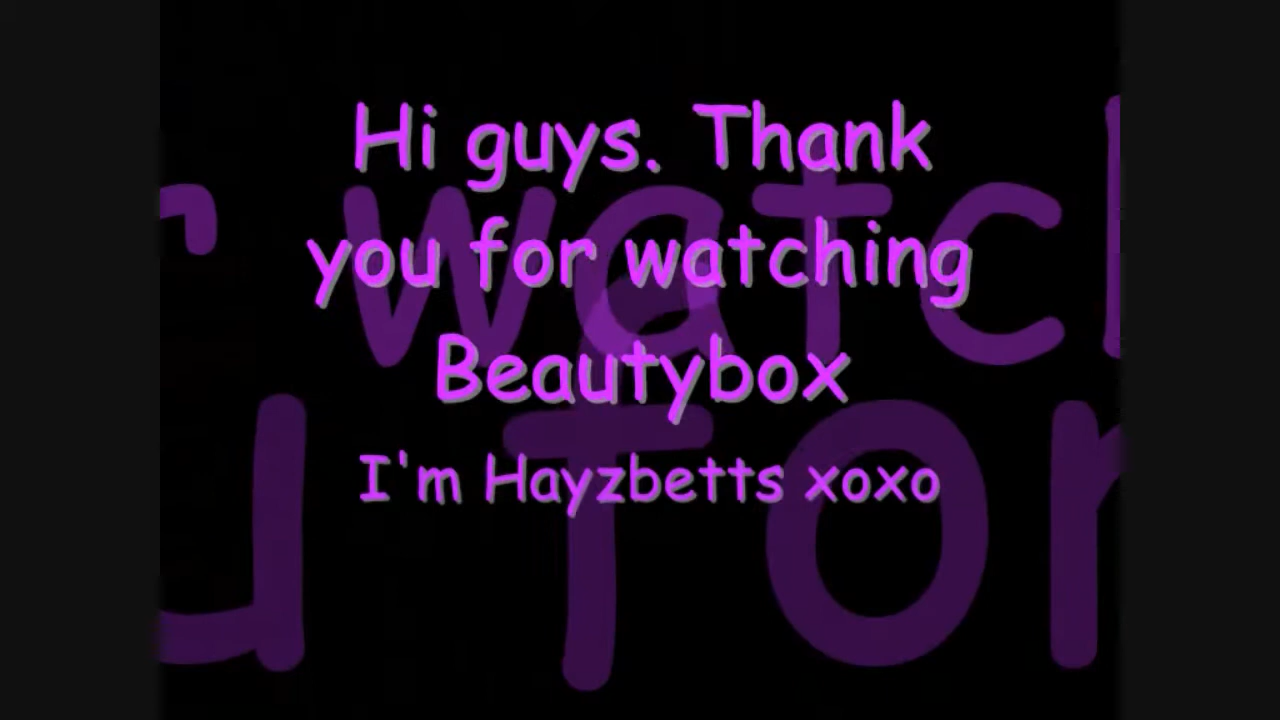 Hi guys. Thank
you for watching
Beautybox
I'm Hayzbetts xoxo